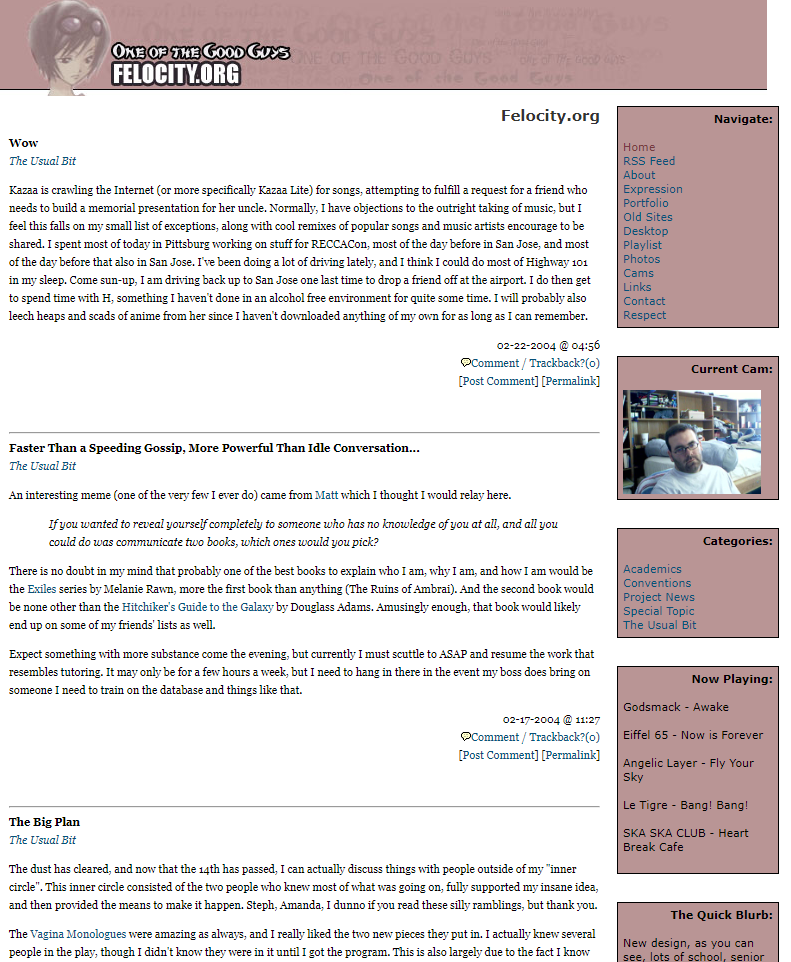 One of the Good Guys
FELOCITY.ORG
Felocity.org
Wow
The Usual Bit
Kazaa is crawling the Internet (or more specifically Kazaa Lite) for songs, attempting to fulfill a request for a friend who
needs to build a memorial presentation for her uncle. Normally, I have objections to the outright taking of music, but I
feel this falls on my small list of exceptions, along with cool remixes of popular songs and music artists encourage to be
shared. I spent most of today in Pittsburg working on stuff for RECCACon, most of the day before in San Jose, and most
of the day before that also in San Jose. I've been doing a lot of driving lately, and I think I could do most of Highway 101
in my sleep. Come sun-up, I am driving back up to San Jose one last time to drop a friend off at the airport. I do then get
to spend time with H, something I haven't done in an alcohol free environment for quite some time. I will probably also
leech heaps and scads of anime from her since I haven't downloaded anything of my own for as long as I can remember.
02-22-2004 @ 04:56
Comment / Trackback?(0)
[Post Comment] [Permalink]
Faster Than a Speeding Gossip, More Powerful Than Idle Conversation...
The Usual Bit
An interesting meme (one of the very few I ever do) came from Matt which I thought I would relay here.
If you wanted to reveal yourself completely to someone who has no knowledge of you at all, and all you
could do was communicate two books, which ones would you pick?
There is no doubt in my mind that probably one of the best books to explain who I am, why I am, and how I am would be
the Exiles series by Melanie Rawn, more the first book than anything (The Ruins of Ambrai). And the second book would
be none other than the Hitchiker's Guide to the Galaxy by Douglass Adams. Amusingly enough, that book would likely
end up on some of my friends' lists as well.
Expect something with more substance come the evening, but currently I must scuttle to ASAP and resume the work that
resembles tutoring. It may only be for a few hours a week, but I need to hang in there in the event my boss does bring on
someone I need to train on the database and things like that.
02-17-2004 @ 11:27
Comment / Trackback?(0)
[Post Comment] [Permalink]
The Big Plan
The Usual Bit
The dust has cleared, and now that the 14th has passed, I can actually discuss things with people outside of my "inner
circle". This inner circle consisted of the two people who knew most of what was going on, fully supported my insane idea,
and then provided the means to make it happen. Steph, Amanda, I dunno if you read these silly ramblings, but thank you.
The Vagina Monologues were amazing as always, and I really liked the two new pieces they put in. I actually knew several
people in the play, though I didn't know they were in it until I got the program. This is also largely due to the fact I know
Navigate:
Home
RSS Feed
About
Expression
Portfolio
Old Sites
Desktop
Playlist
Photos
Cams
Links
Contact
Respect
Current Cam:
Categories:
Academics
Conventions
Project News
Special Topic
The Usual Bit
Now Playing:
Godsmack - Awake
Eiffel 65 - Now is Forever
Angelic Layer - Fly Your
Sky
Le Tigre - Bang! Bang!
SKA SKA CLUB - Heart
Break Cafe
The Quick Blurb:
New design, as you can
see, lots of school, senior